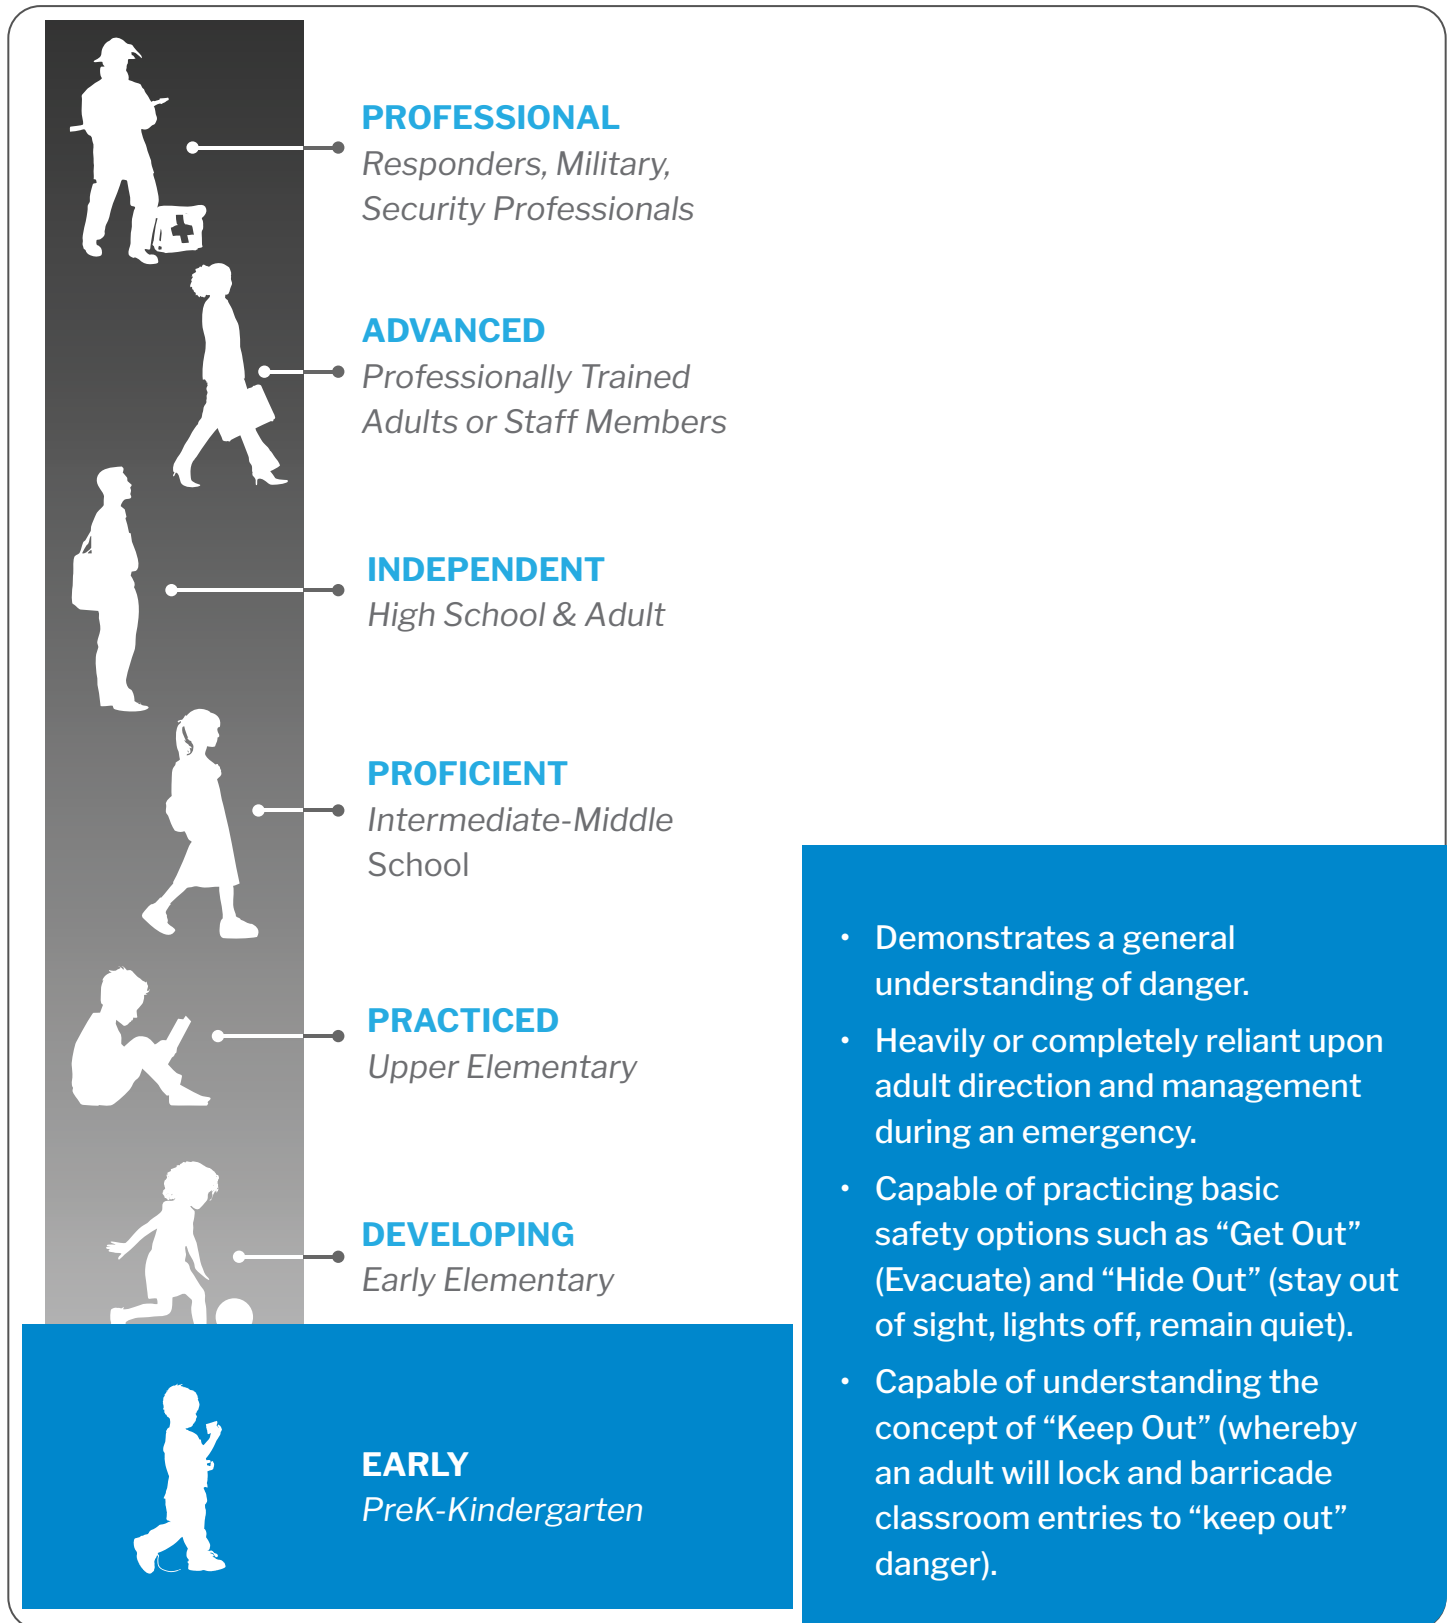 PROFESSIONAL
Responders, Military,
Security Professionals
ADVANCED
Professionally Trained
Adults or Staff Members
INDEPENDENT
High School & Adult
PROFICIENT
Intermediate-Middle
School
PRACTICED
Upper Elementary
DEVELOPING
Early Elementary
EARLY
PreK-Kindergarten
• Demonstrates a general
understanding of danger.
• Heavily or completely reliant upon
adult direction and management
during an emergency.
• Capable of practicing basic
safety options such as “Get Out”
(Evacuate) and “Hide Out” (stay out
of sight, lights off, remain quiet).
• Capable of understanding the
concept of “Keep Out” (whereby
an adult will lock and barricade
classroom entries to “keep out”
danger).